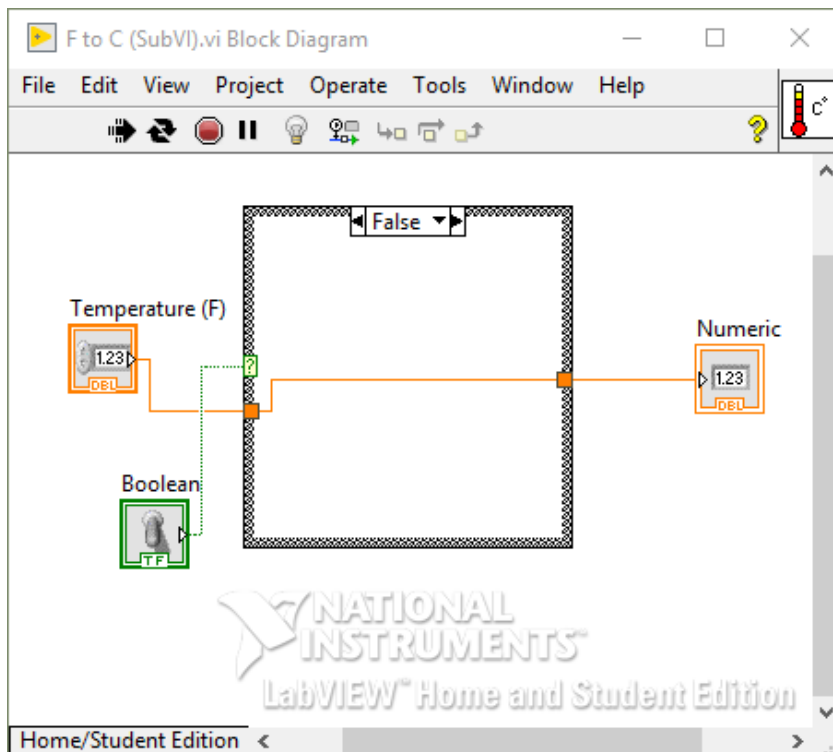 F to C (SubVI).vi Block Diagram
File Edit View Project Operate Tools Window Help
? C°
False
Temperature (F)
1.23
DBL
?
Numeric
1.23
DBL
Boolean
TF
NATIONAL
INSTRUMENTS™
LabVIEW™ Home and Student Edition
Home/Student Edition